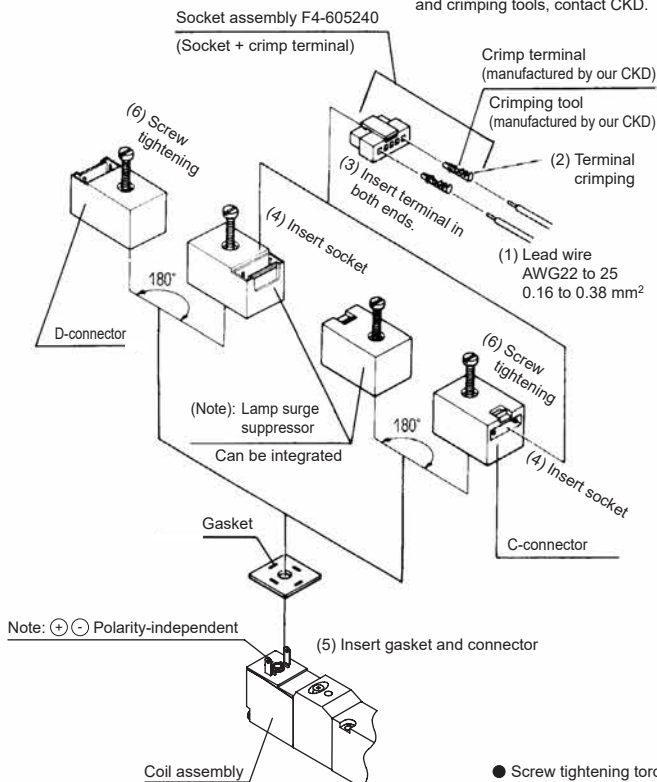 and crimping tools, contact CKD.
Socket assembly F4-605240
(Socket + crimp terminal)
Crimp terminal
(manufactured by our CKD)
Crimping tool
(manufactured by our CKD)
(2) Terminal
crimping
(1) Lead wire
AWG22 to 25
0.16 to 0.38 mm²
(3) Insert terminal in
both ends.
(6) Screw
tightening
(4) Insert socket
180°
D-connector
(Note): Lamp surge
suppressor
Can be integrated
(6) Screw
tightening
180°
(4) Insert socket
C-connector
Gasket
Note: (+) (-) Polarity-independent
(5) Insert gasket and connector
Coil assembly
● Screw tightening